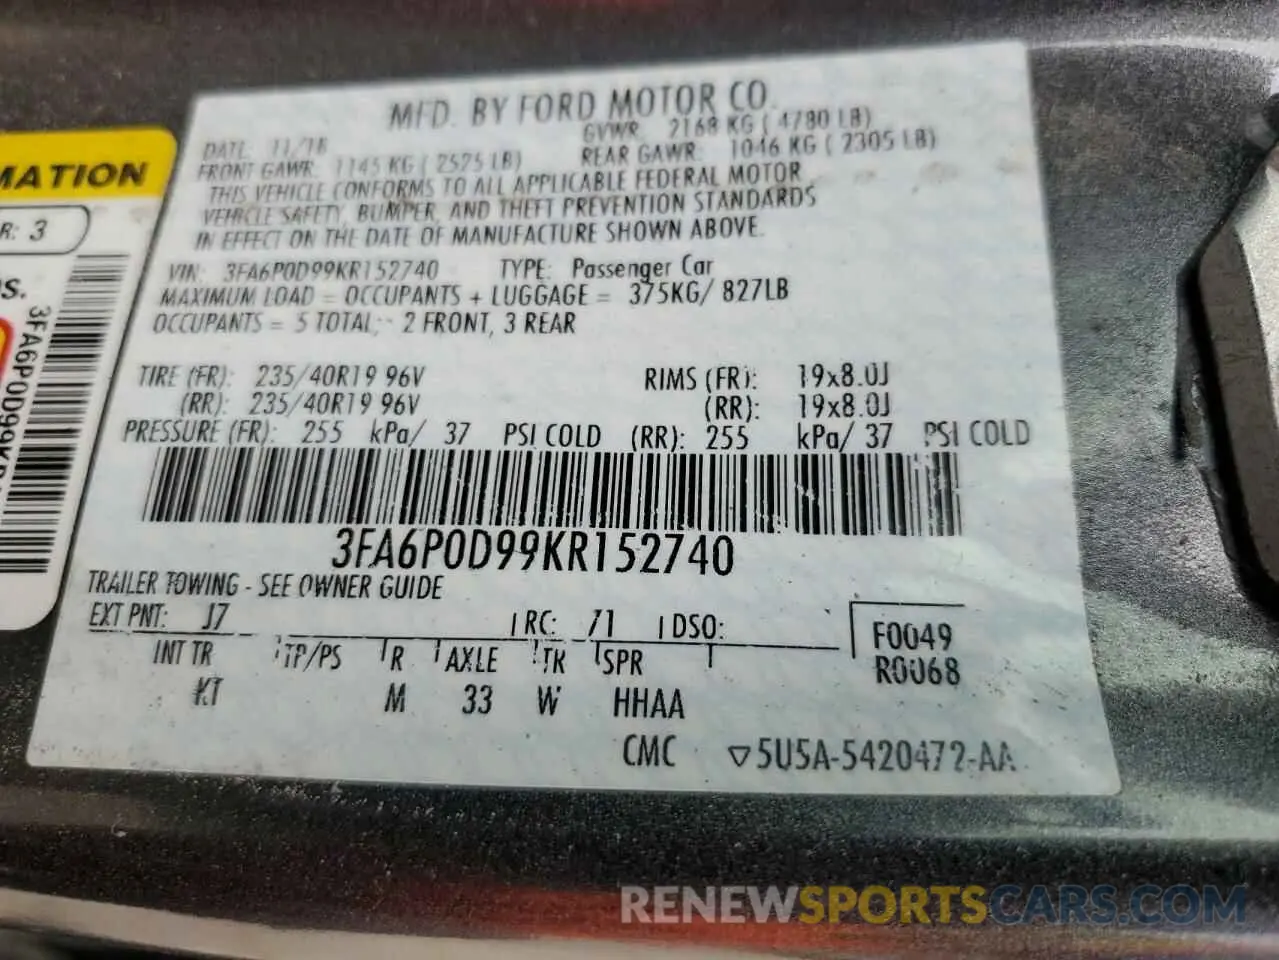 MFD. BY FORD MOTOR CO.
DATE: 11/18 GVWR: 2168 KG ( 4780 LB)
FRONT GAWR: 1145 KG ( 2525 LB) REAR GAWR: 1046 KG ( 2305 LB)
THIS VEHICLE CONFORMS TO ALL APPLICABLE FEDERAL MOTOR
VEHICLE SAFETY, BUMPER, AND THEFT PREVENTION STANDARDS
IN EFFECT ON THE DATE OF MANUFACTURE SHOWN ABOVE.
VIN: 3FA6P0D99KR152740 TYPE: Passenger Car
MAXIMUM LOAD = OCCUPANTS + LUGGAGE = 375KG/ 827LB
OCCUPANTS = 5 TOTAL; 2 FRONT, 3 REAR
TIRE (FR): 235/40R19 96V RIMS (FR): 19x8.0J
(RR): 235/40R19 96V (RR): 19x8.0J
PRESSURE (FR): 255 kPa/ 37 PSI COLD (RR): 255 kPa/ 37 PSI COLD
3FA6P0D99KR152740
TRAILER TOWING - SEE OWNER GUIDE
EXT PNT: J7 RC: 71 DSO:
F0049
R0068
INT TR TP/PS R AXLE TR SPR
KT M 33 W HHAA
CMC ▽5U5A-5420472-AA
MATION
R: 3
S.
RENEWSPORTSCARS.COM